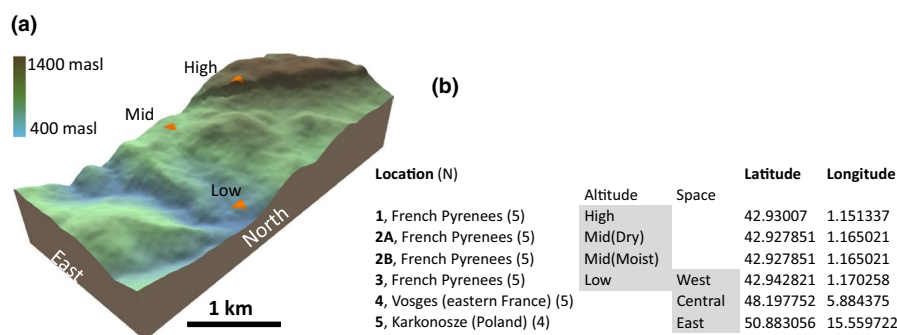 (a)
1400 masl
400 masl
High
Mid
Low
East
North
1 km
(b)
Location (N) Latitude Longitude
Altitude Space
1, French Pyrenees (5) High 42.93007 1.151337
2A, French Pyrenees (5) Mid(Dry) 42.927851 1.165021
2B, French Pyrenees (5) Mid(Moist) 42.927851 1.165021
3, French Pyrenees (5) Low West 42.942821 1.170258
4, Vosges (eastern France) (5) Central 48.197752 5.884375
5, Karkonosze (Poland) (4) East 50.883056 15.559722